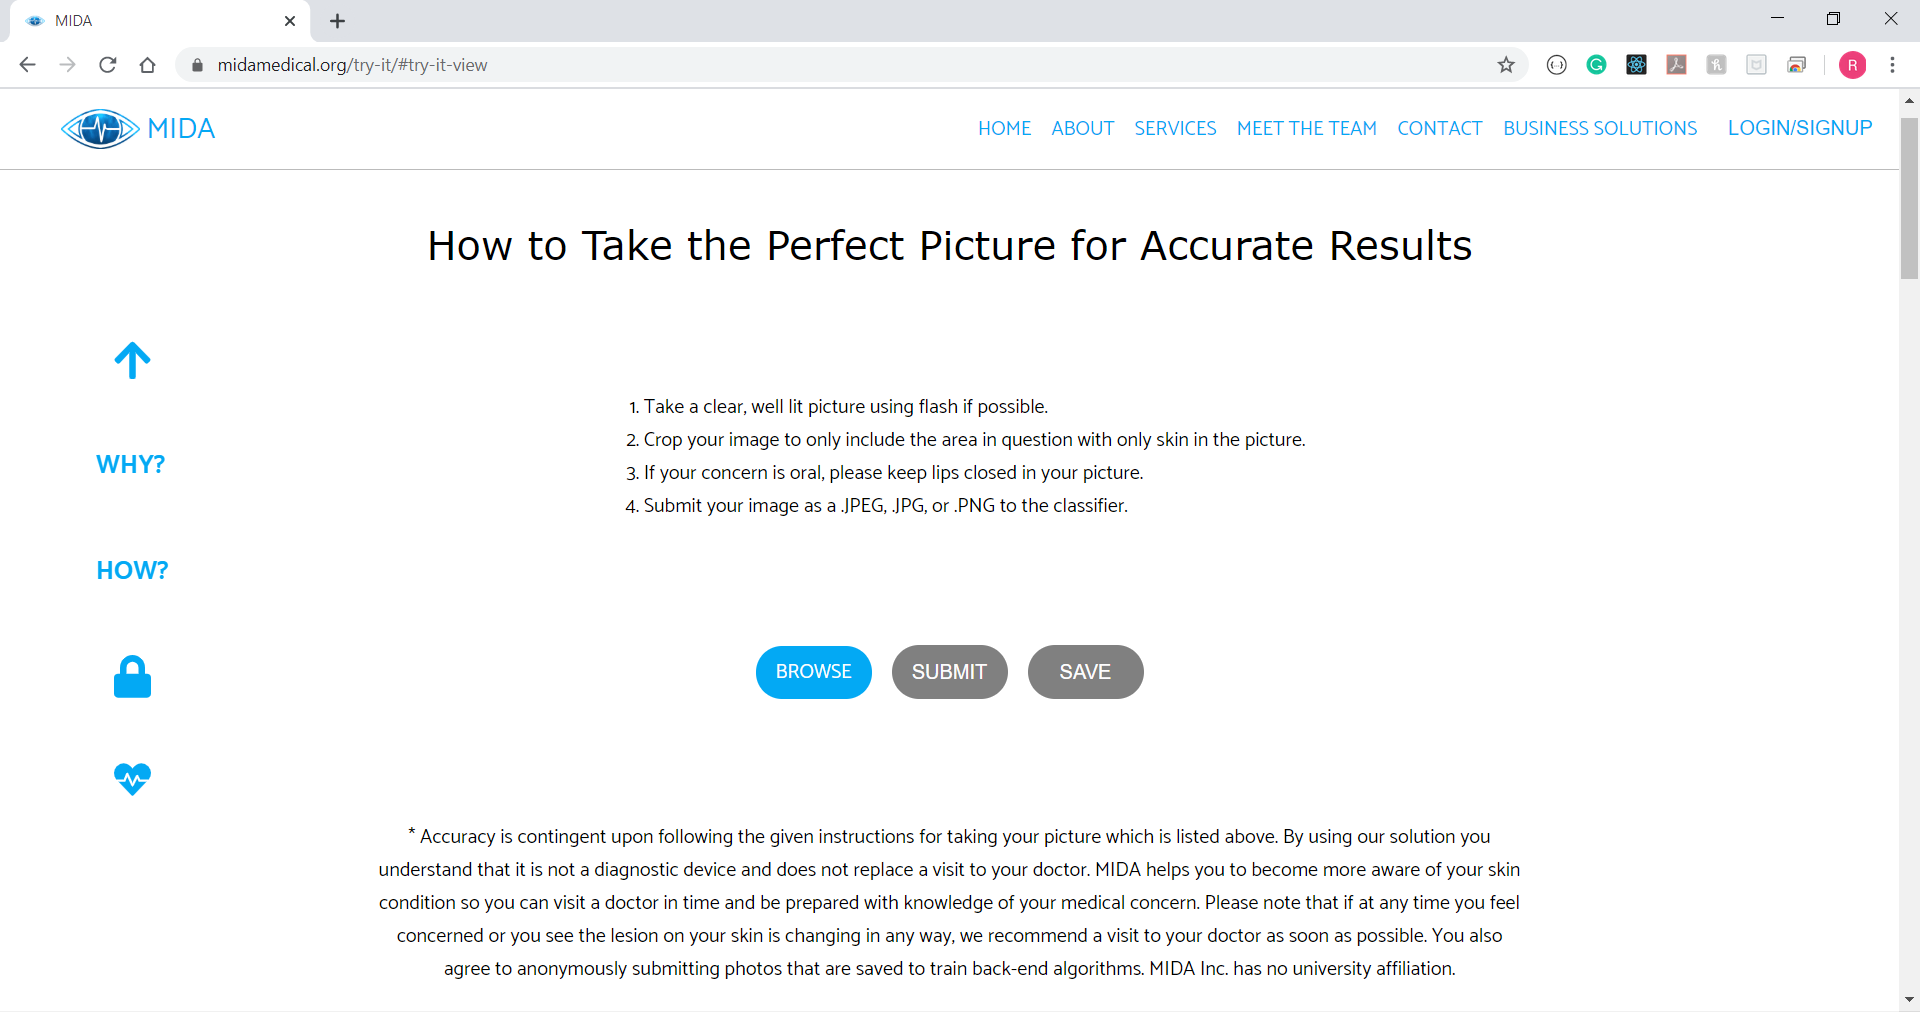 MIDA
midamedical.org/try-it/#try-it-view
R
MIDA
HOME ABOUT SERVICES MEET THE TEAM CONTACT BUSINESS SOLUTIONS LOGIN/SIGNUP
How to Take the Perfect Picture for Accurate Results
WHY?
HOW?
1. Take a clear, well lit picture using flash if possible.
2. Crop your image to only include the area in question with only skin in the picture.
3. If your concern is oral, please keep lips closed in your picture.
4. Submit your image as a .JPEG, .JPG, or .PNG to the classifier.
BROWSE SUBMIT SAVE
* Accuracy is contingent upon following the given instructions for taking your picture which is listed above. By using our solution you
understand that it is not a diagnostic device and does not replace a visit to your doctor. MIDA helps you to become more aware of your skin
condition so you can visit a doctor in time and be prepared with knowledge of your medical concern. Please note that if at any time you feel
concerned or you see the lesion on your skin is changing in any way, we recommend a visit to your doctor as soon as possible. You also
agree to anonymously submitting photos that are saved to train back-end algorithms. MIDA Inc. has no university affiliation.